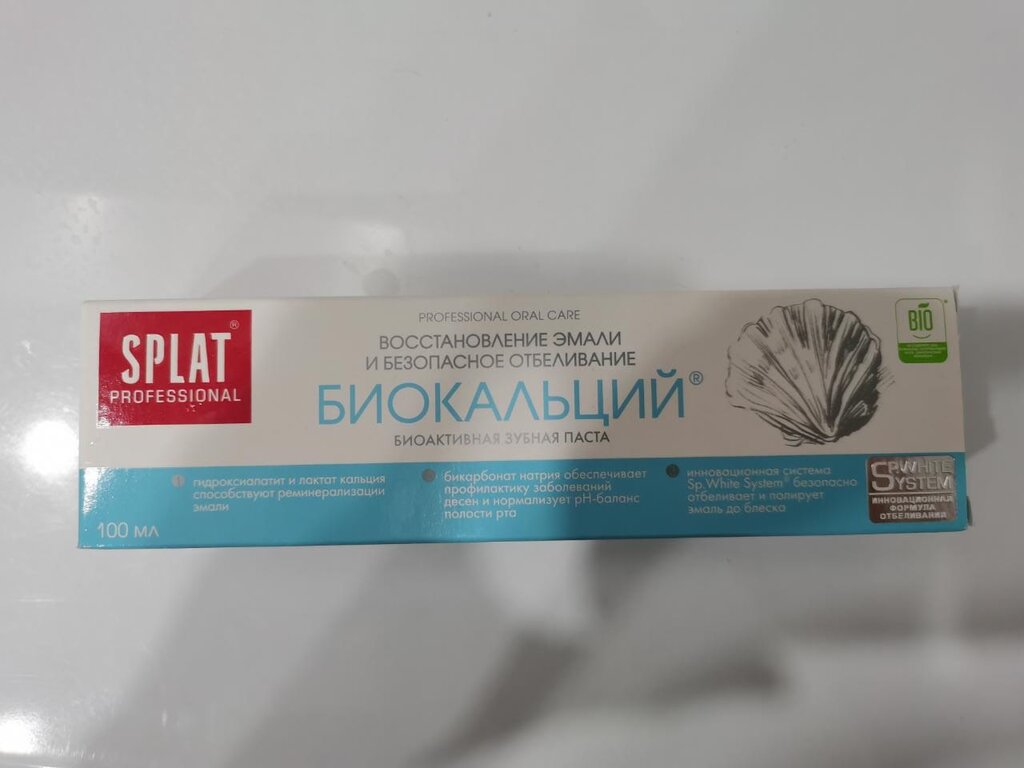 SPLAT®
PROFESSIONAL
PROFESSIONAL ORAL CARE
ВОССТАНОВЛЕНИЕ ЭМАЛИ
И БЕЗОПАСНОЕ ОТБЕЛИВАНИЕ
БИОКАЛЬЦИЙ®
БИОАКТИВНАЯ ЗУБНАЯ ПАСТА
BIO
гидроксиапатит и лактат кальция
способствуют реминерализации
эмали
бикарбонат натрия обеспечивает
профилактику заболеваний
десен и нормализует pH-баланс
полости рта
инновационная система
Sp.White System® безопасно
отбеливает и полирует
эмаль до блеска
SP.WHITE
SYSTEM
ИННОВАЦИОННАЯ
ФОРМУЛА
ОТБЕЛИВАНИЯ
100 мл